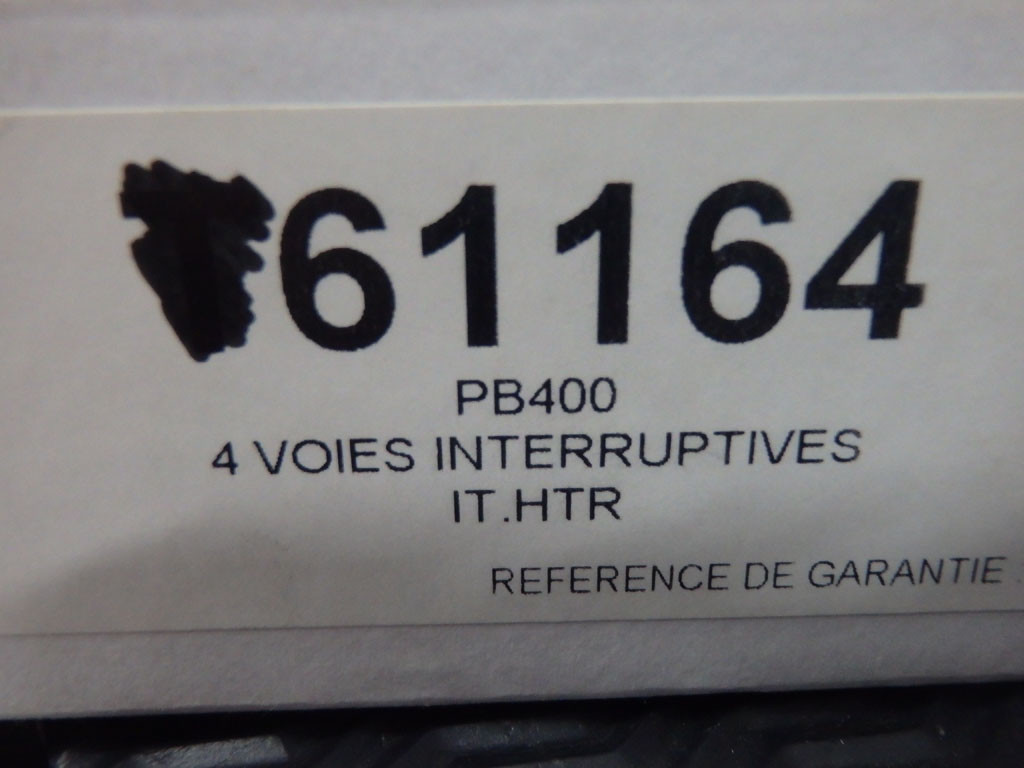 61164
PB400
4 VOIES INTERRUPTIVES
IT.HTR
REFERENCE DE GARANTIE